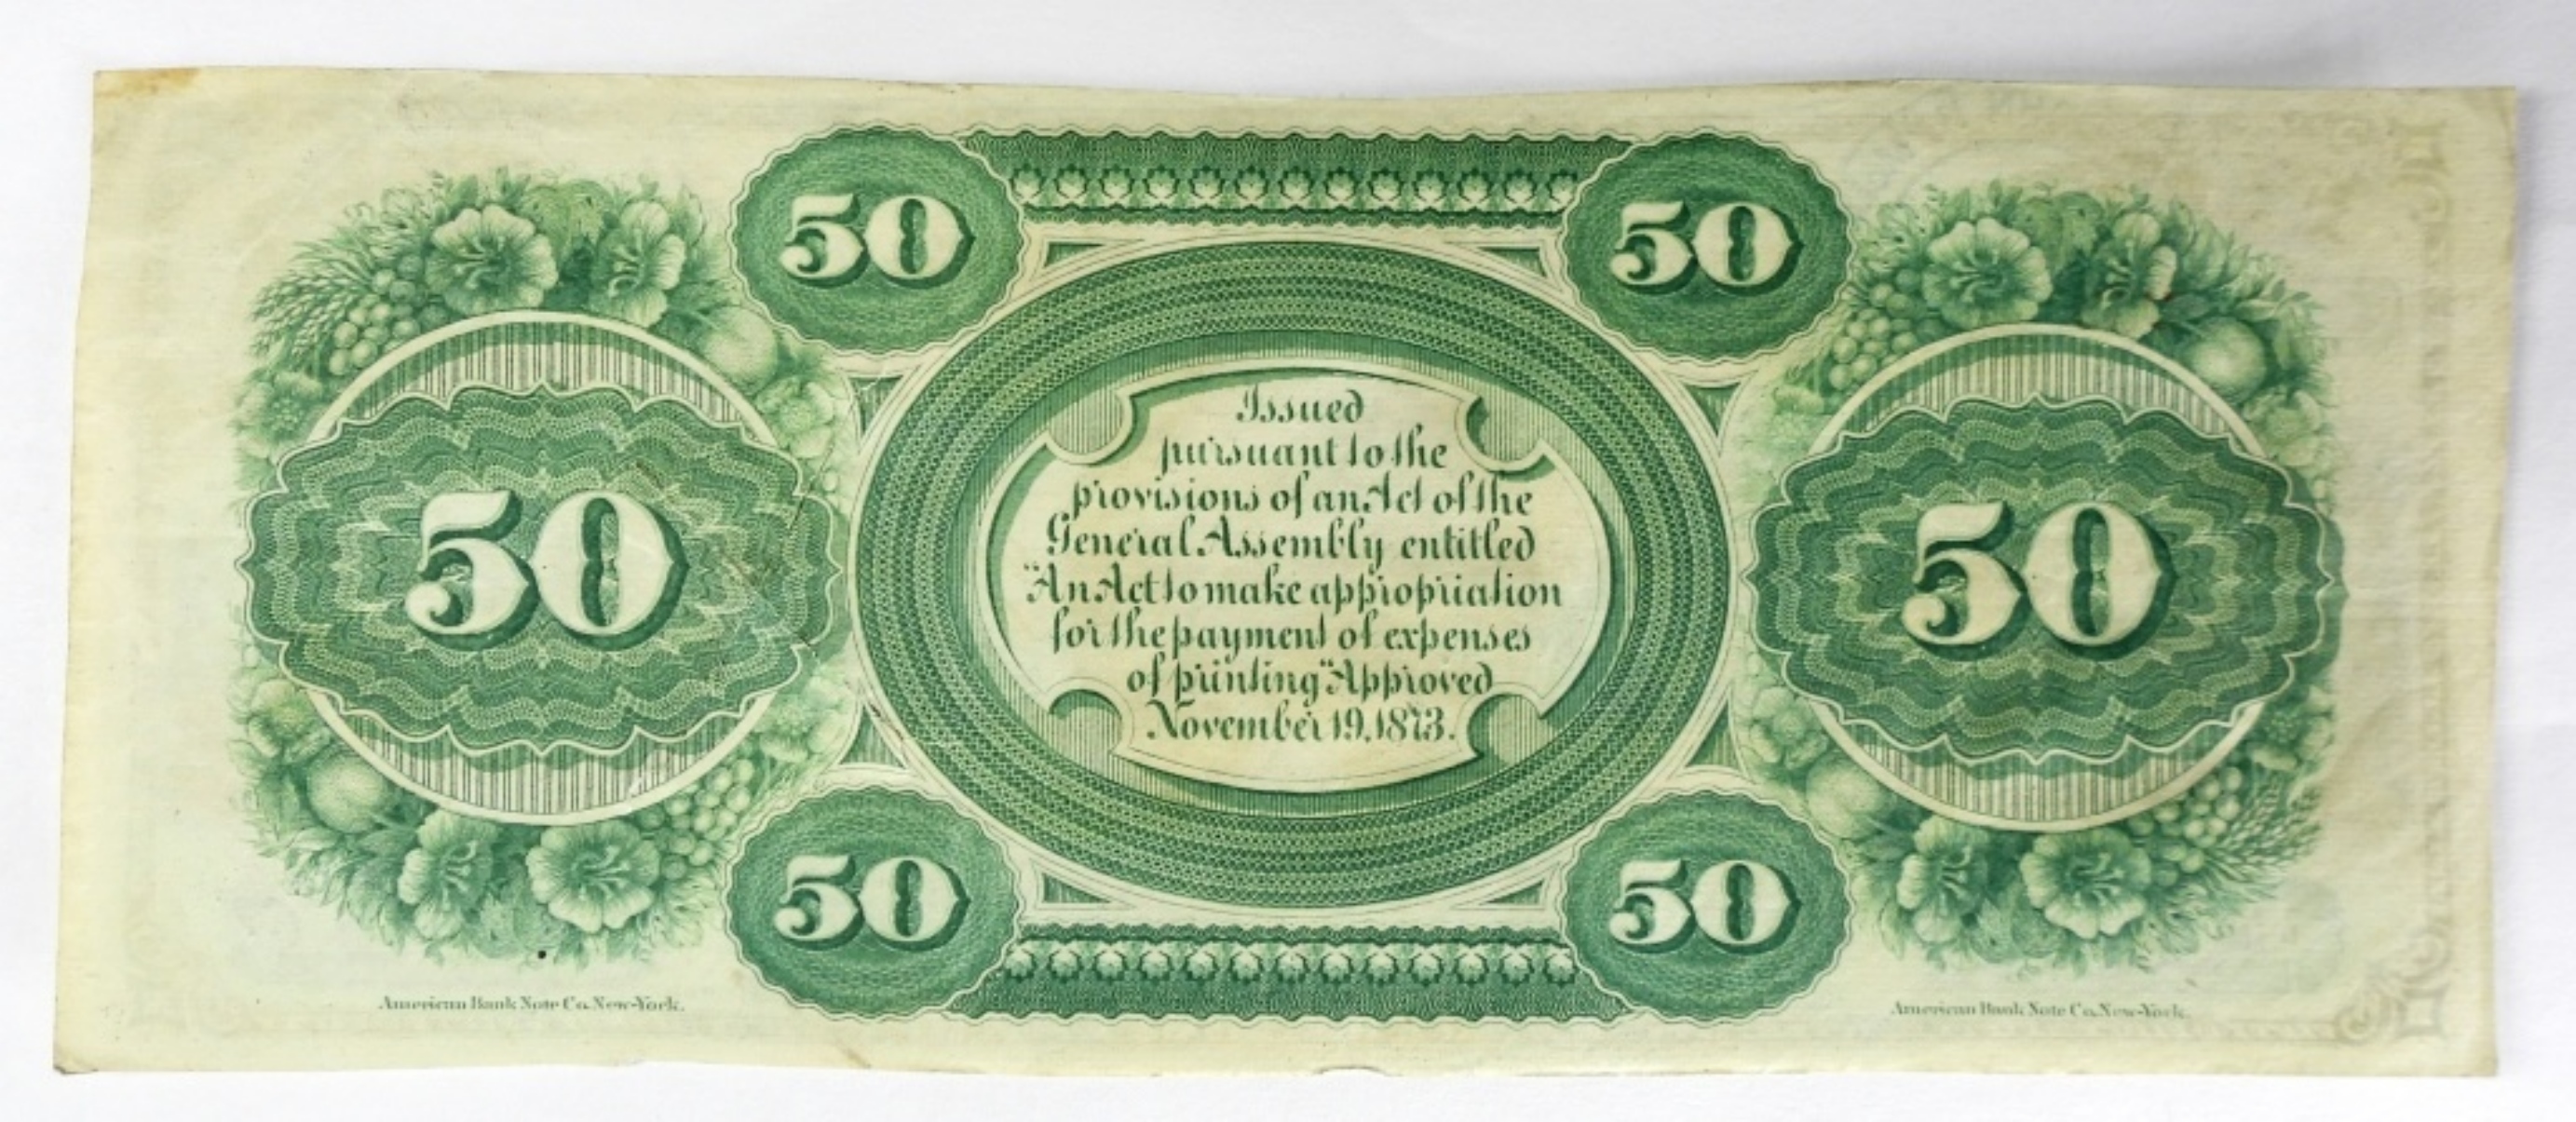 50
50
50
50
Issued
pursuant to the
provisions of an Act of the
General Assembly entitled
"An Act to make appropriation
for the payment of expenses
of printing" Approved
November 19, 1873.
50
50
American Bank Note Co. New-York.
American Bank Note Co. New-York.